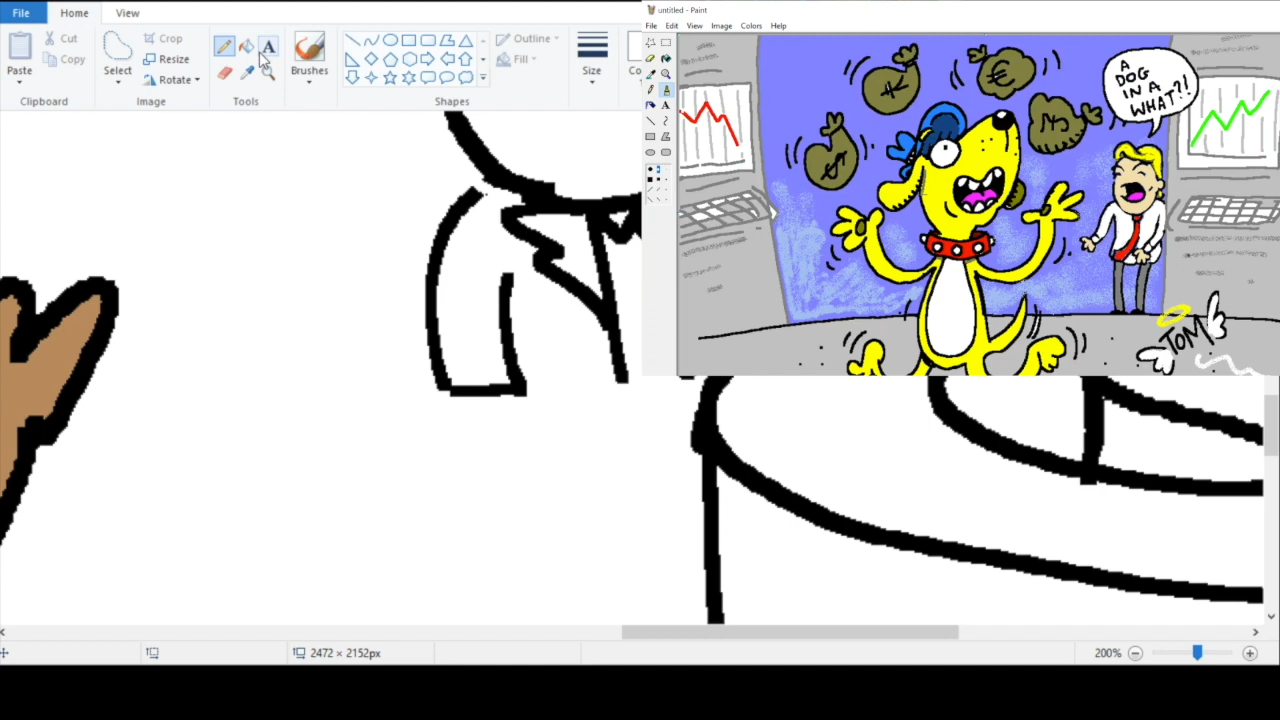 File
Home
View
Paste
Cut
Copy
Clipboard
Select
Crop
Resize
Rotate
Image
A
Tools
Brushes
Outline
Fill
Shapes
Size
Co
untitled - Paint
File Edit View Image Colors Help
A
A
DOG
IN A
WHAT?!
€
$
TOM
2472 × 2152px
200%